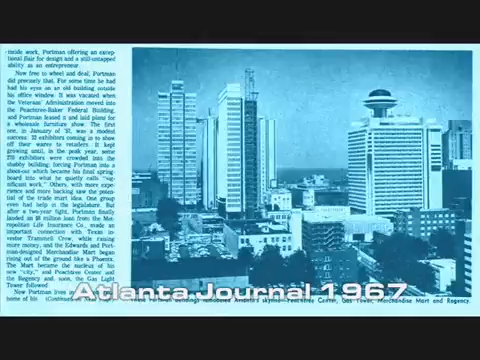 inside work, Portman offering an excep-
tional flair for design and a still-untapped
ability as an entrepreneur.
Now free to wheel and deal, Portman
did precisely that. For some time he had
had his eyes on an old building outside
his office window. It was vacated when
the Veterans' Administration moved into
the Peachtree-Baker Federal Building,
and Portman leased it and laid plans for
a wholesale furniture show. The first
one, in January of '57, was a modest
success. 22 exhibitors coming in to show
off their wares to retailers. It kept
growing until, in the peak year, some
276 exhibitors were crowded into the
shabby building, forcing Portman into a
shoot-out which became his final spring-
board into what he quietly calls "sig-
nificant work." Others, with more expe-
rience and more backing saw the poten-
tial of the trade mart idea. One group
even had help in the legislature. But
after a two-year fight, Portman finally
landed an $8 million loan from the Met-
ropolitan Life Insurance Co., made an
important connection with Texas in-
vestor Trammell Crow, while raising
more money, and the Edwards and Port-
man-designed Merchandise Mart began
rising out of the ground like a Phoenix.
The Mart became the nucleus of his
new "city," and Peachtree Center and
the Regency and, soon, the Gas Light
Tower followed.
Now Portman lives in
home of his (Continued
These Portman buildings Atlanta's skyline—Peachtree Center, Gas Tower, Merchandise Mart and Regency.
Atlanta Journal 1967